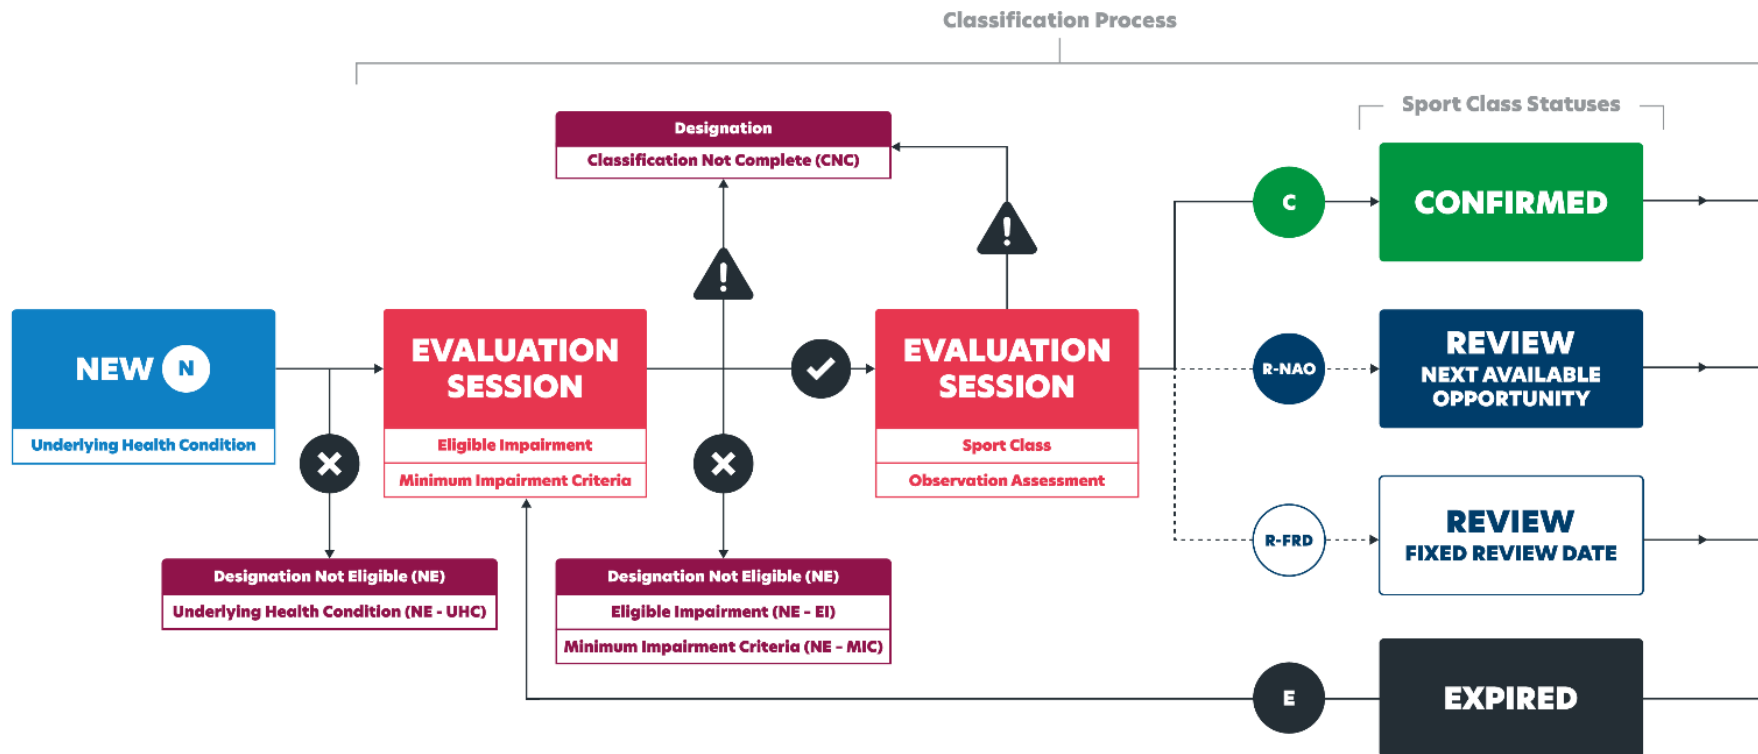 Classification Process
Sport Class Statuses
Designation
Classification Not Complete (CNC)
!
!
C
CONFIRMED
NEW N
Underlying Health Condition
EVALUATION
SESSION
Eligible Impairment
Minimum Impairment Criteria
EVALUATION
SESSION
Sport Class
Observation Assessment
R-NAO
REVIEW
NEXT AVAILABLE
OPPORTUNITY
R-FRD
REVIEW
FIXED REVIEW DATE
Designation Not Eligible (NE)
Underlying Health Condition (NE - UHC)
Designation Not Eligible (NE)
Eligible Impairment (NE - EI)
Minimum Impairment Criteria (NE - MIC)
E
EXPIRED